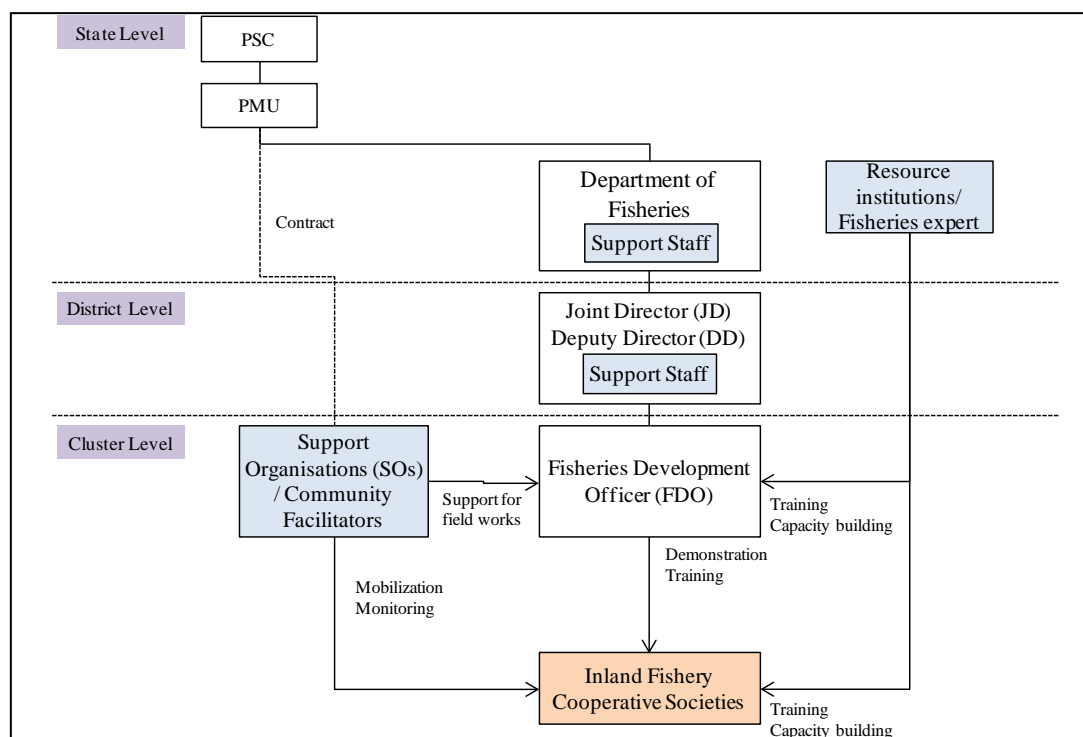 State Level
PSC
PMU
Department of
Fisheries
Support Staff
Resource
institutions/
Fisheries expert
Contract
District Level
Joint Director (JD)
Deputy Director (DD)
Support Staff
Cluster Level
Support
Organisations (SOs)
/ Community
Facilitators
Support for
field works
Fisheries Development
Officer (FDO)
Training
Capacity building
Mobilization
Monitoring
Demonstration
Training
Inland Fishery
Cooperative Societies
Training
Capacity building